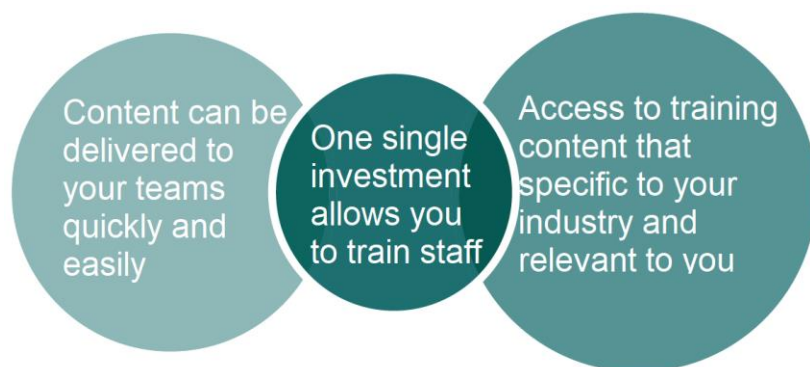 Content can be
delivered to
your teams
quickly and
easily
One single
investment
allows you
to train staff
Access to training
content that
specific to your
industry and
relevant to you